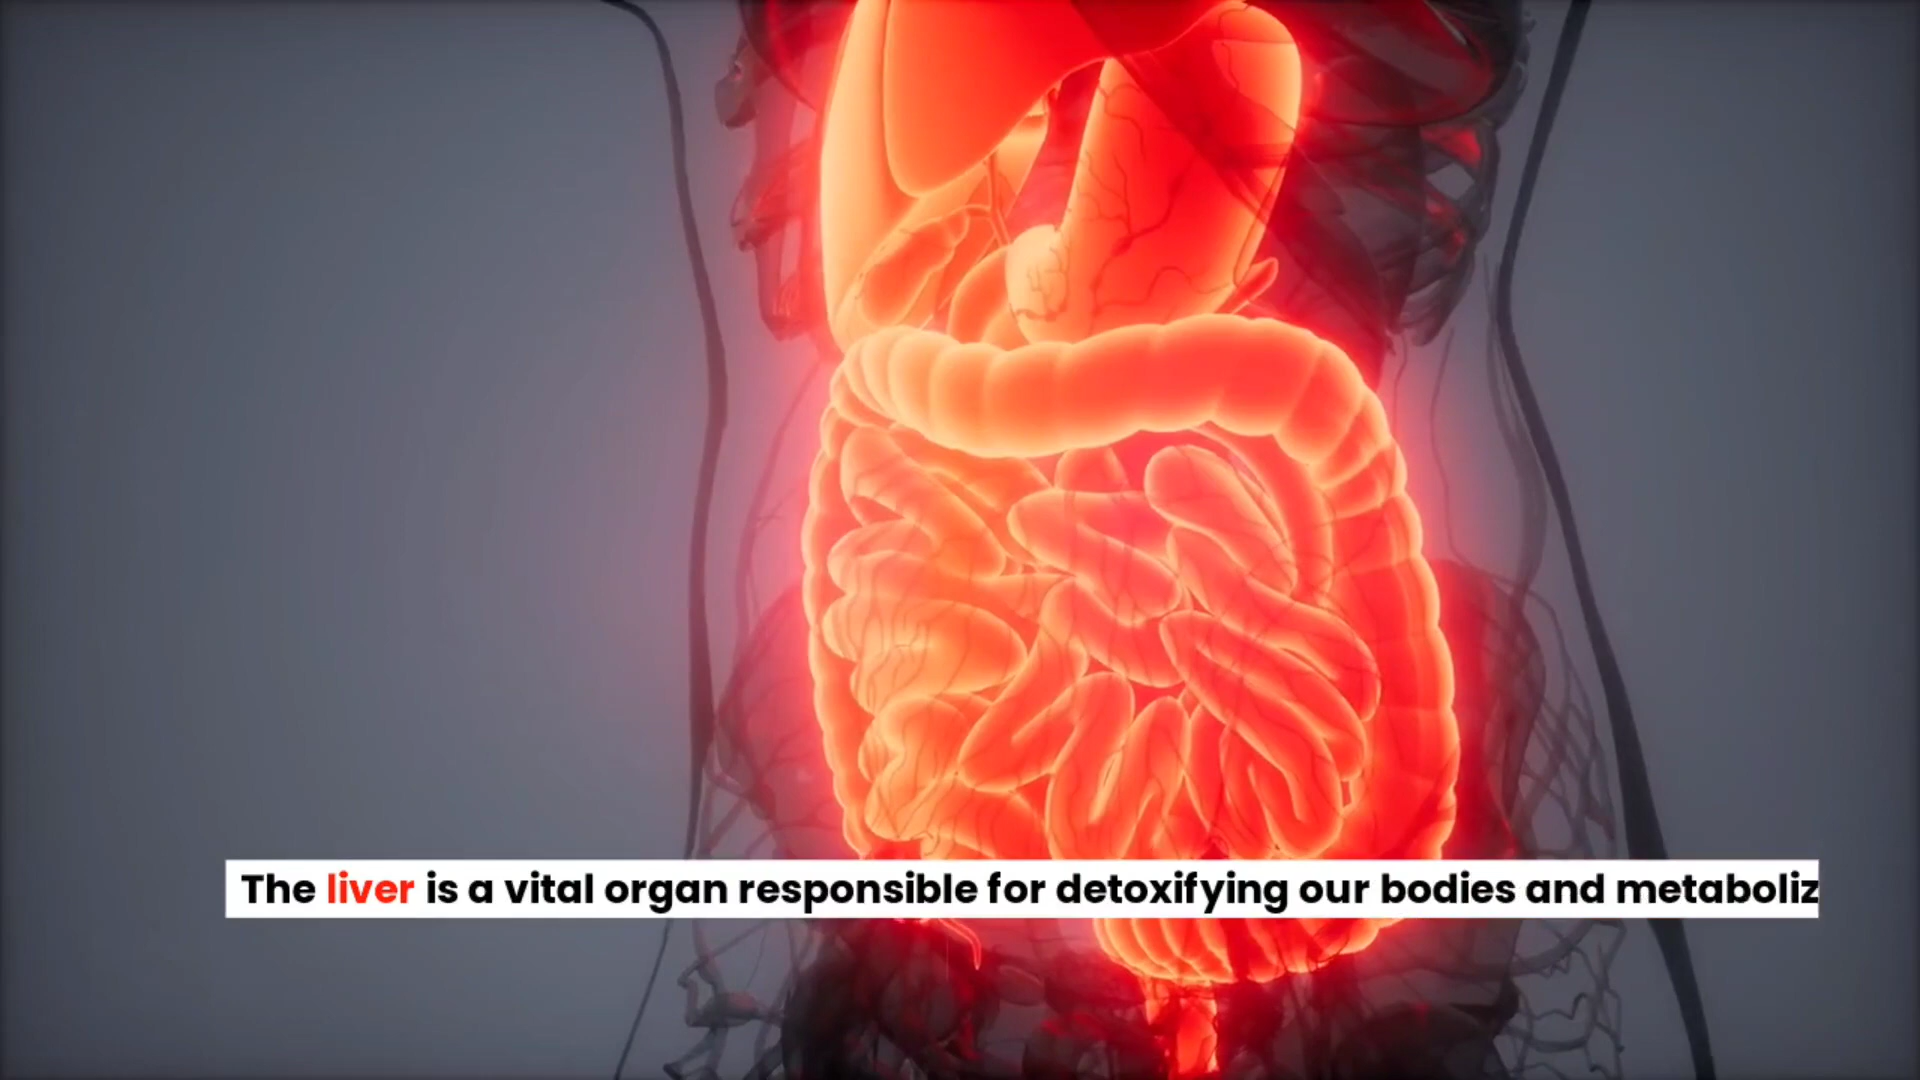 The liver is a vital organ responsible for detoxifying our bodies and metaboliz